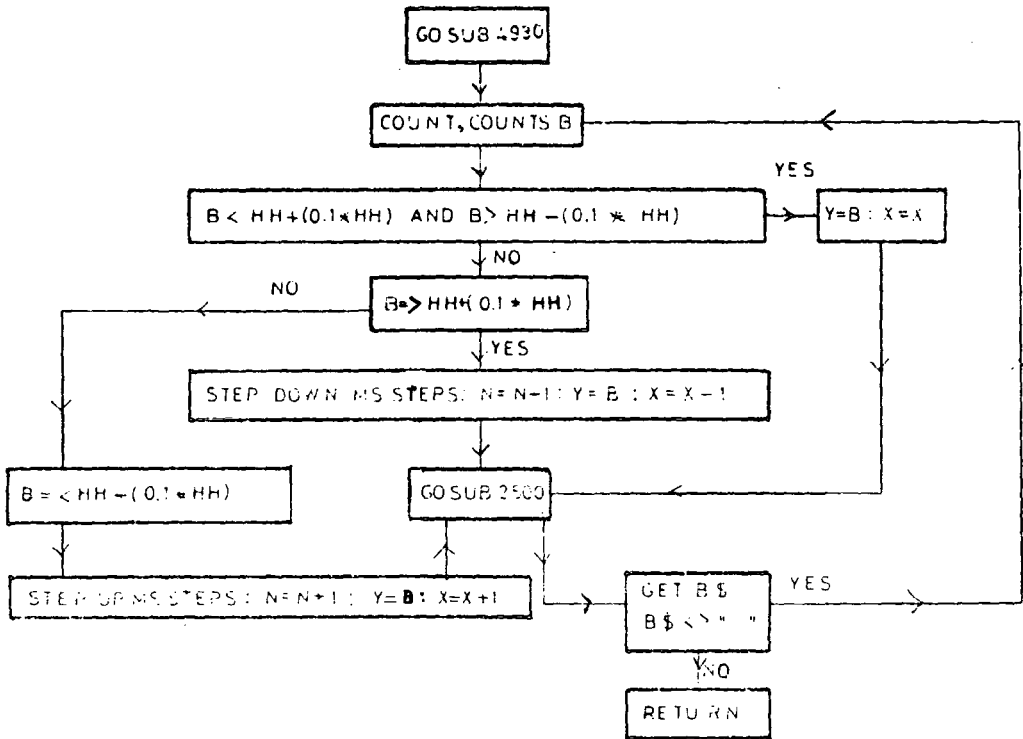 GO SUB 4930
COUNT, COUNTS B
YES
B < HH+(0.1*HH) AND B> HH-(0.1 * HH)
Y=B : X=X
NO
NO
B=> HH+(0.1 * HH)
YES
STEP DOWN MS STEPS: N=N-1: Y=B : X=X-1
B =< HH-(0.1*HH)
GO SUB 2500
STEP UP MS STEPS: N=N+1: Y=B: X=X+1
GET B$
B$ <> " "
YES
NO
RETURN